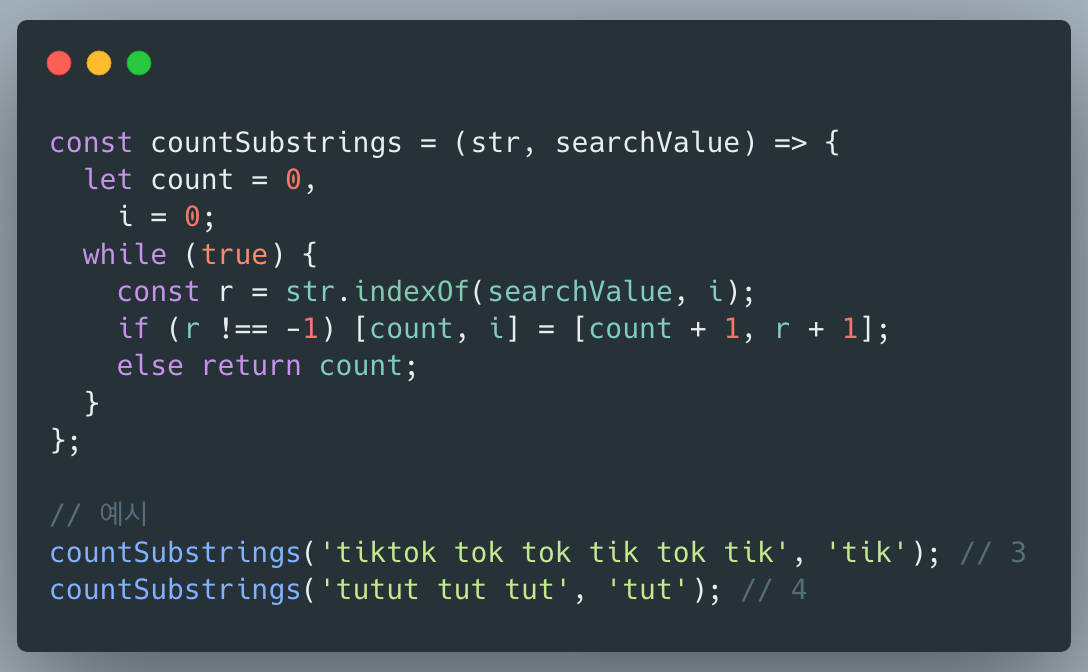 const countSubstrings = (str, searchValue) => {
  let count = 0,
    i = 0;
  while (true) {
    const r = str.indexOf(searchValue, i);
    if (r !== -1) [count, i] = [count + 1, r + 1];
    else return count;
  }
};

// 예시
countSubstrings('tiktok tok tok tik tok tik', 'tik'); // 3
countSubstrings('tutut tut tut', 'tut'); // 4